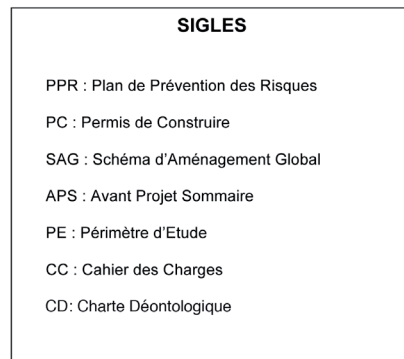 SIGLES
PPR : Plan de Prévention des Risques
PC : Permis de Construire
SAG : Schéma d’Aménagement Global
APS : Avant Projet Sommaire
PE : Périmètre d’Etude
CC : Cahier des Charges
CD: Charte Déontologique